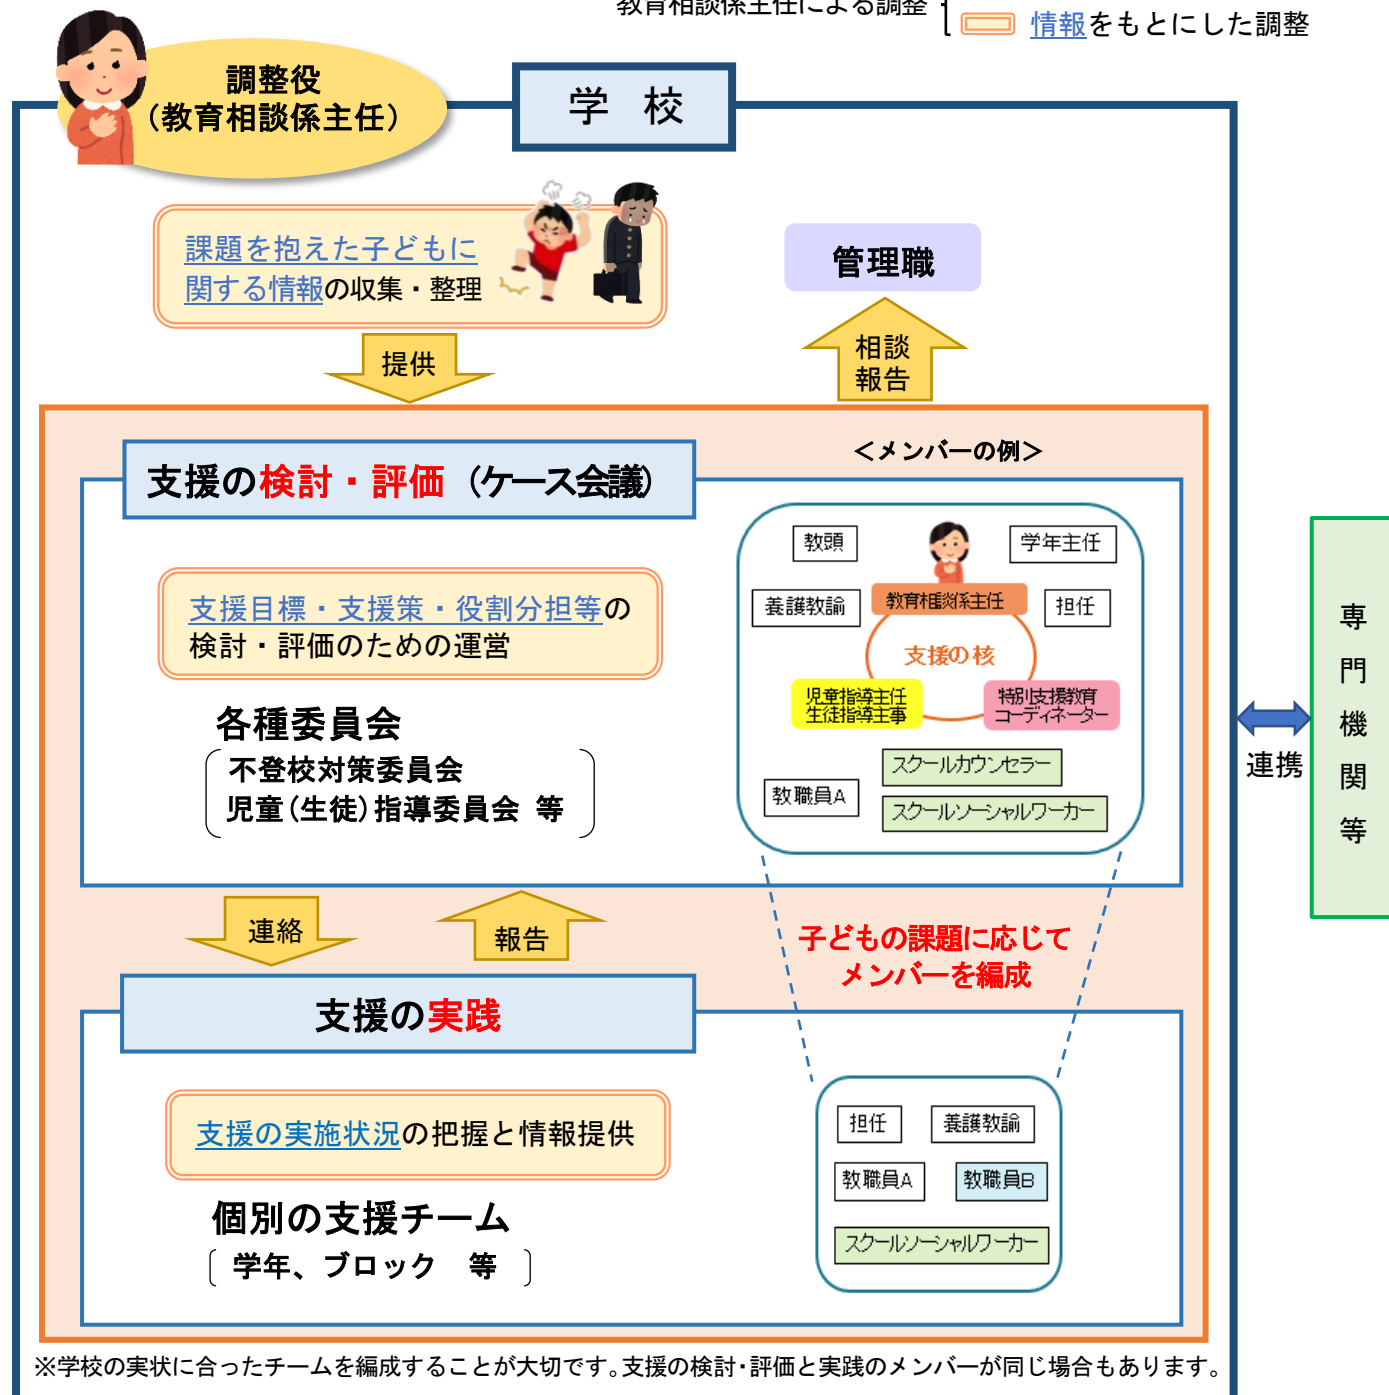 教育相談係主任による調整
情報をもとにした調整
調整役
（教育相談係主任）
学　校
課題を抱えた子どもに
関する情報の収集・整理
管理職
提供
相談
報告
支援の検討・評価（ケース会議）
＜メンバーの例＞
教頭
学年主任
養護教諭
教育相談係主任
担任
支援の核
児童指導主任
生徒指導主事
特別支援教育
コーディネーター
スクールカウンセラー
教職員A
スクールソーシャルワーカー
支援目標・支援策・役割分担等の
検討・評価のための運営
各種委員会
不登校対策委員会
児童（生徒）指導委員会　等
専門機関等
連携
連絡
報告
子どもの課題に応じて
メンバーを編成
支援の実践
支援の実施状況の把握と情報提供
個別の支援チーム
学年、ブロック　等
担任
養護教諭
教職員A
教職員B
スクールソーシャルワーカー
※学校の実状に合ったチームを編成することが大切です。支援の検討・評価と実践のメンバーが同じ場合もあります。